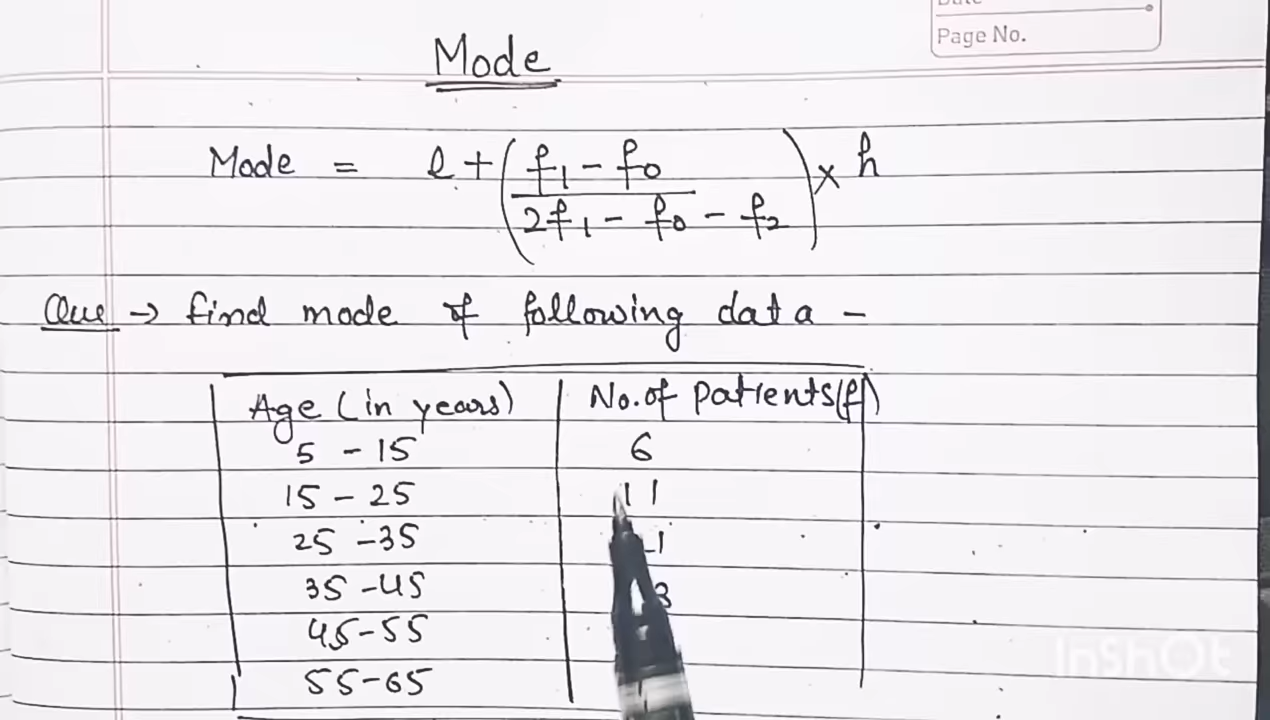 Page No.
Mode
Mode = l + ( f1 - f0 / 2f1 - f0 - f2 ) × h
Que → find mode of following data -
Age (in years) No. of patients (f)
5 - 15 6
15 - 25 11
25 - 35
35 - 45
45 - 55
55 - 65
InShOt